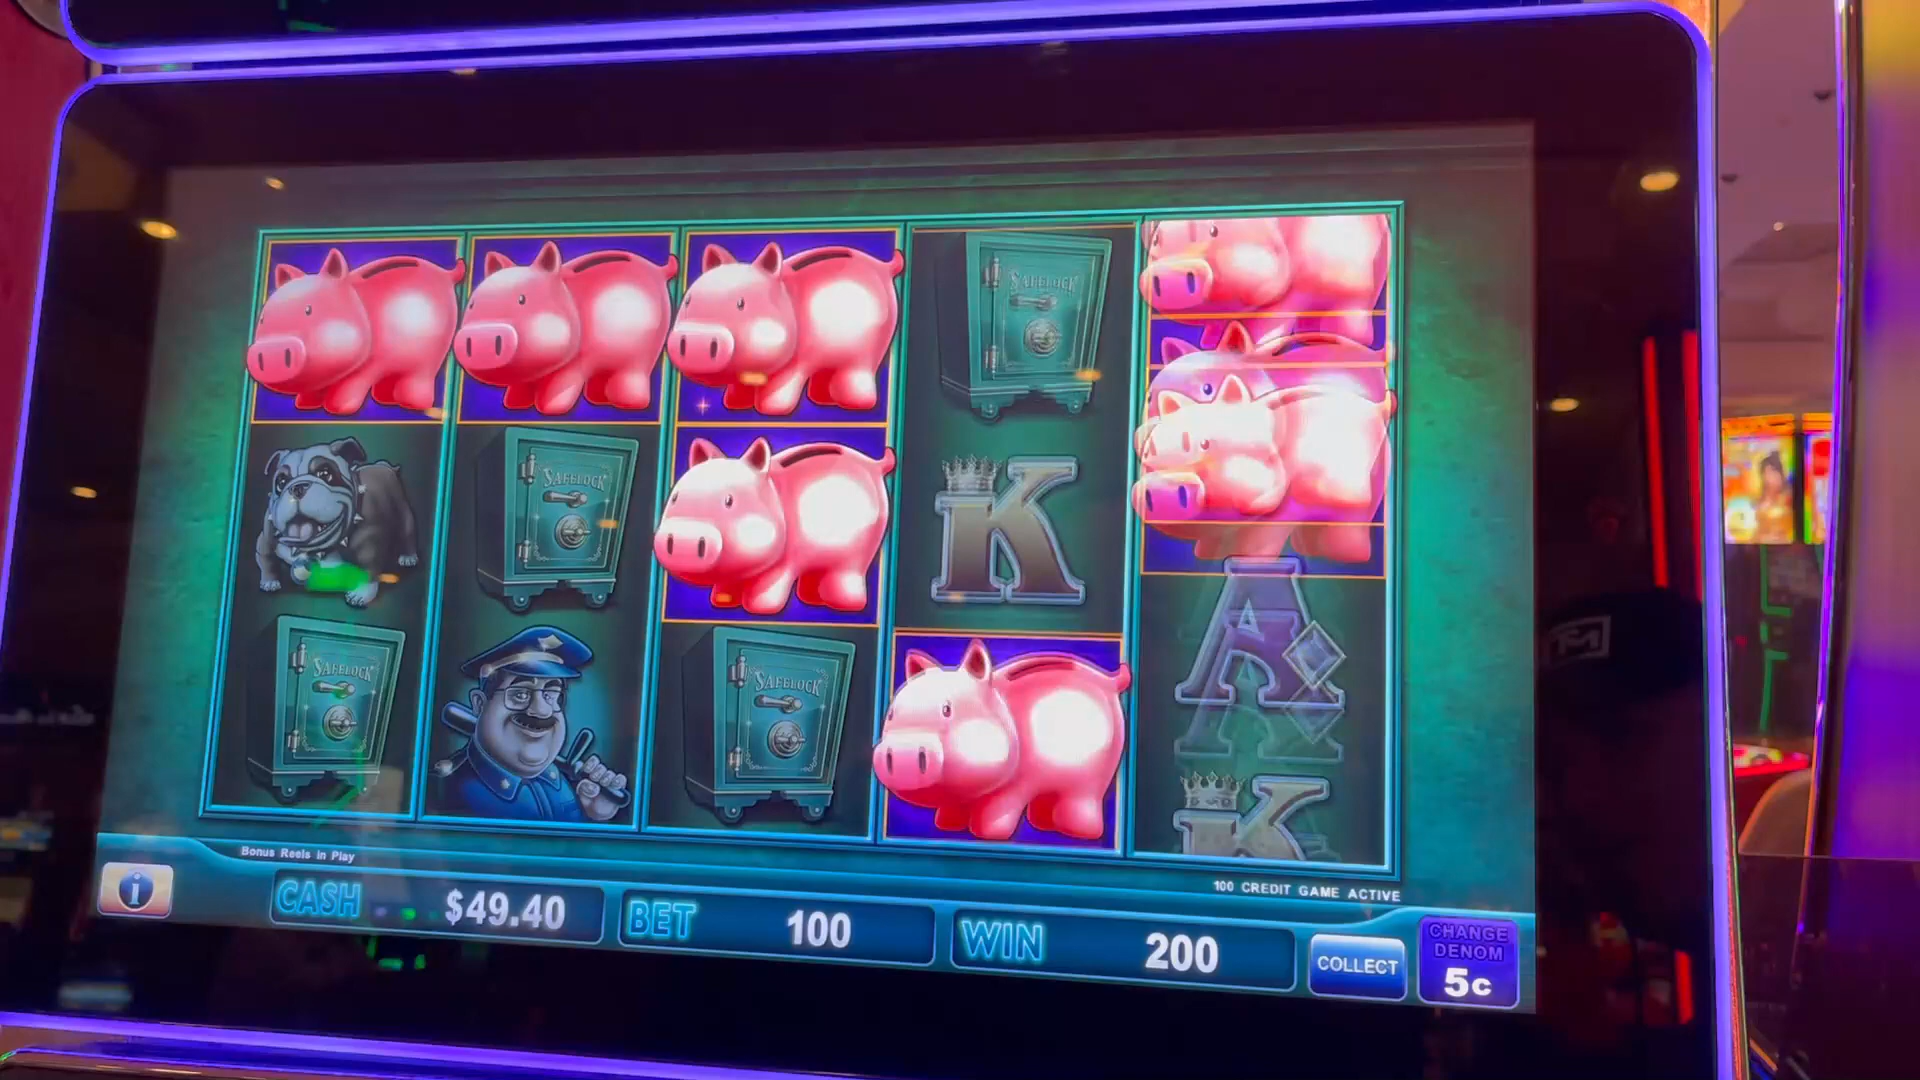 SAFELOCK
SAFELOCK
K
SAFELOCK
SAFELOCK
A
K
Bonus Reels in Play
100 CREDIT GAME ACTIVE
i
CASH $49.40
BET 100
WIN 200
COLLECT
CHANGE
DENOM
5c